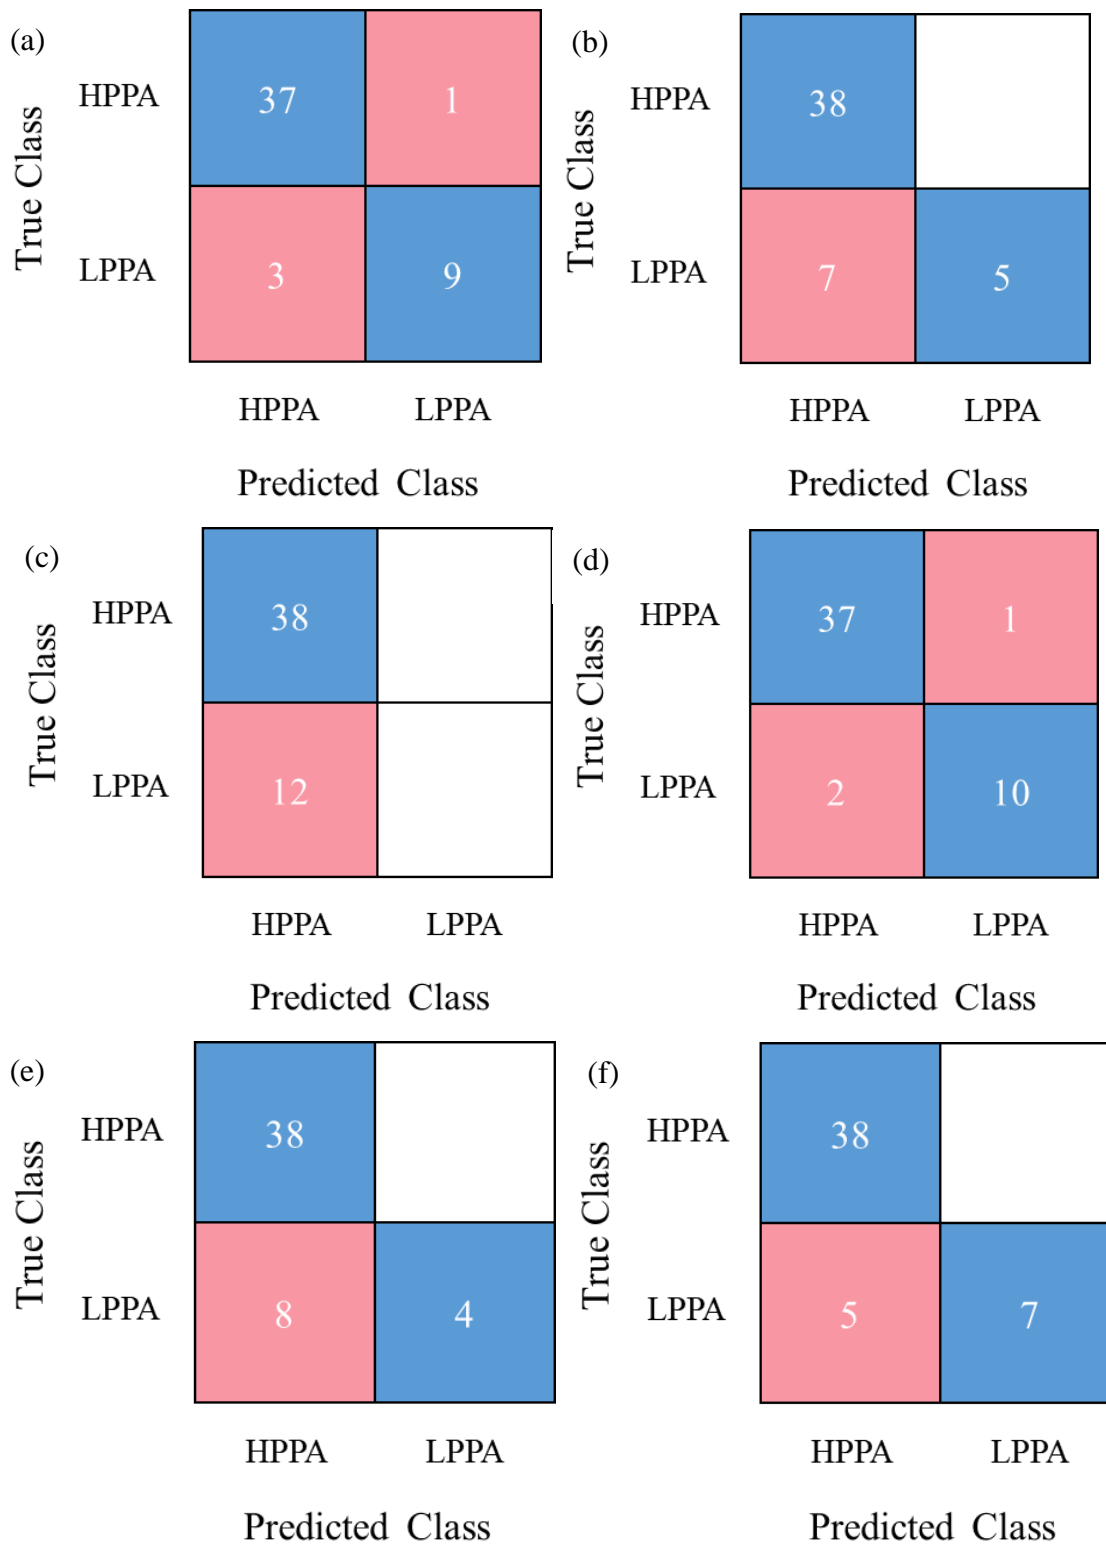 (a)
True Class
HPPA
37 1
LPPA
3 9
HPPA LPPA
Predicted Class
(b)
True Class
HPPA
38
LPPA
7 5
HPPA LPPA
Predicted Class
(c)
True Class
HPPA
38
LPPA
12
HPPA LPPA
Predicted Class
(d)
True Class
HPPA
37 1
LPPA
2 10
HPPA LPPA
Predicted Class
(e)
True Class
HPPA
38
LPPA
8 4
HPPA LPPA
Predicted Class
(f)
True Class
HPPA
38
LPPA
5 7
HPPA LPPA
Predicted Class